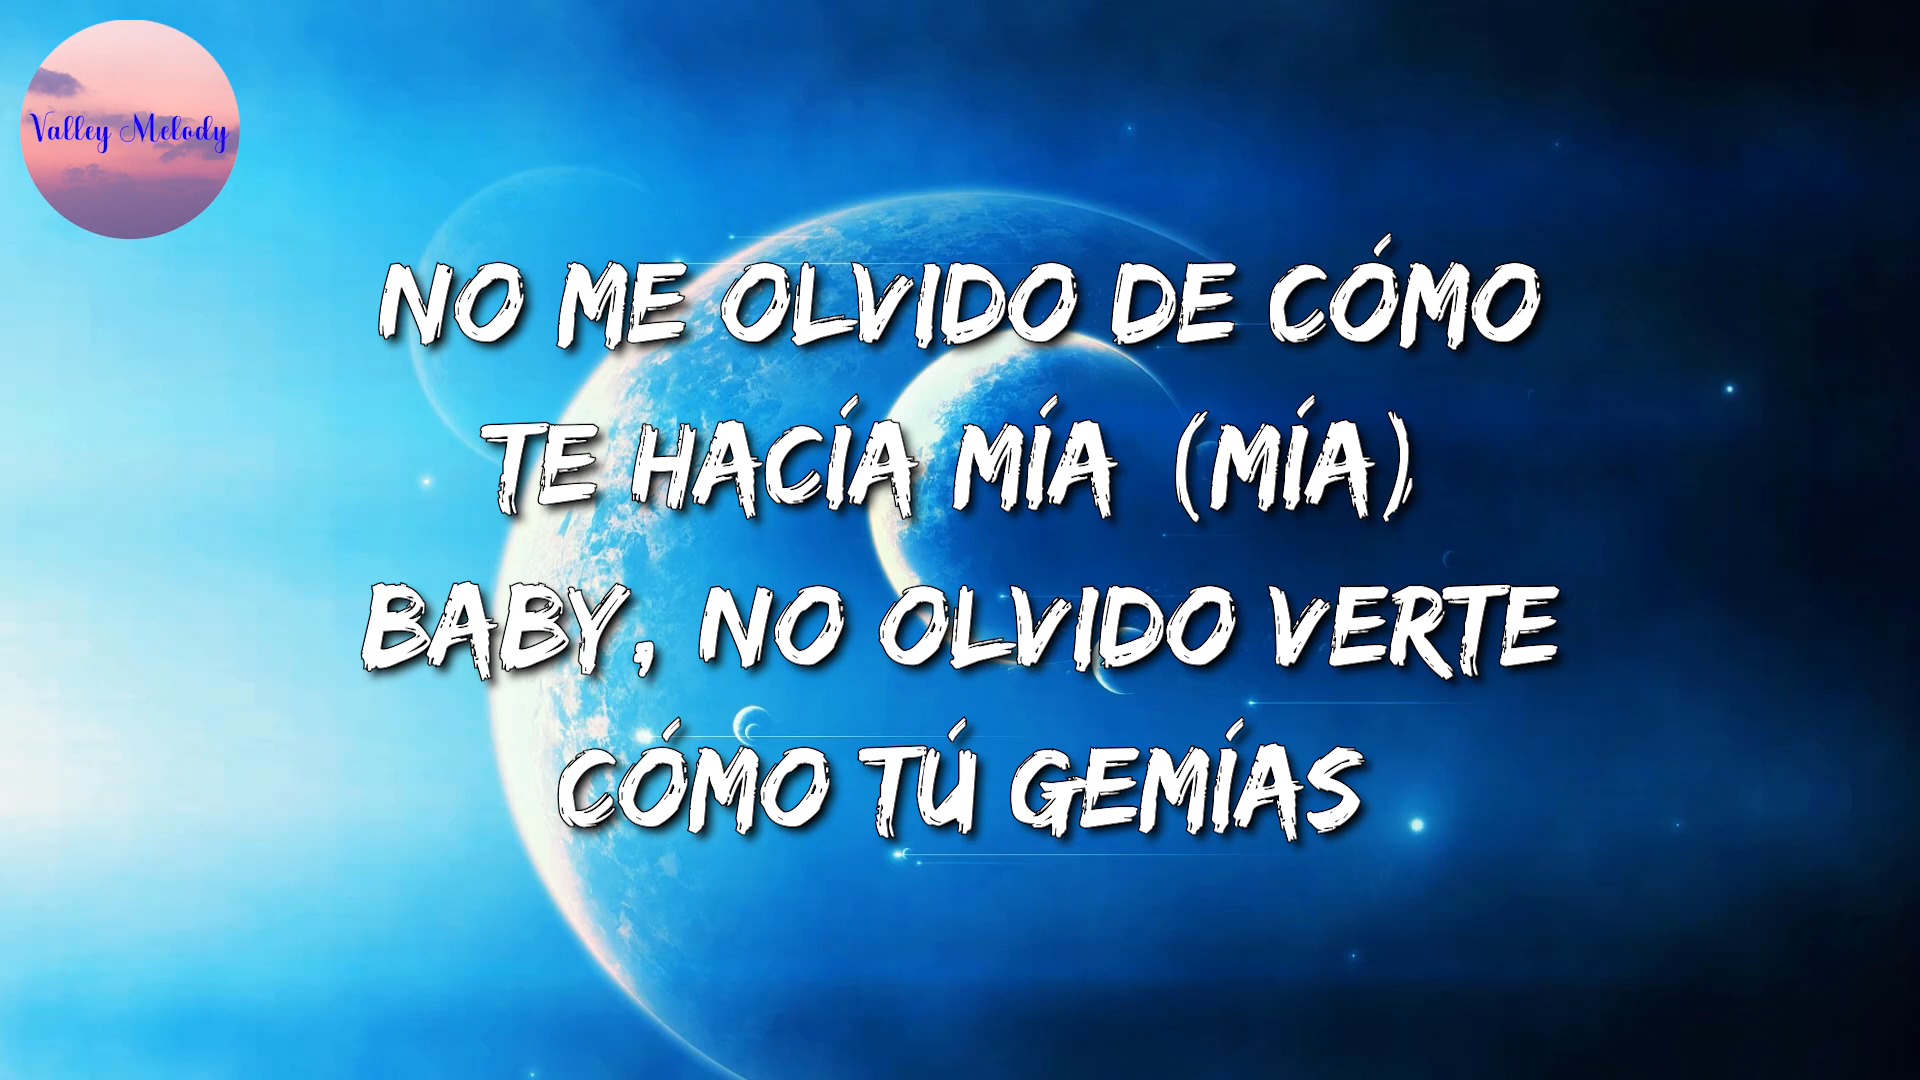 Valley Melody
NO ME OLVIDO DE CÓMO
TE HACÍA MÍA (MÍA)
BABY, NO OLVIDO VERTE
CÓMO TÚ GEMÍAS